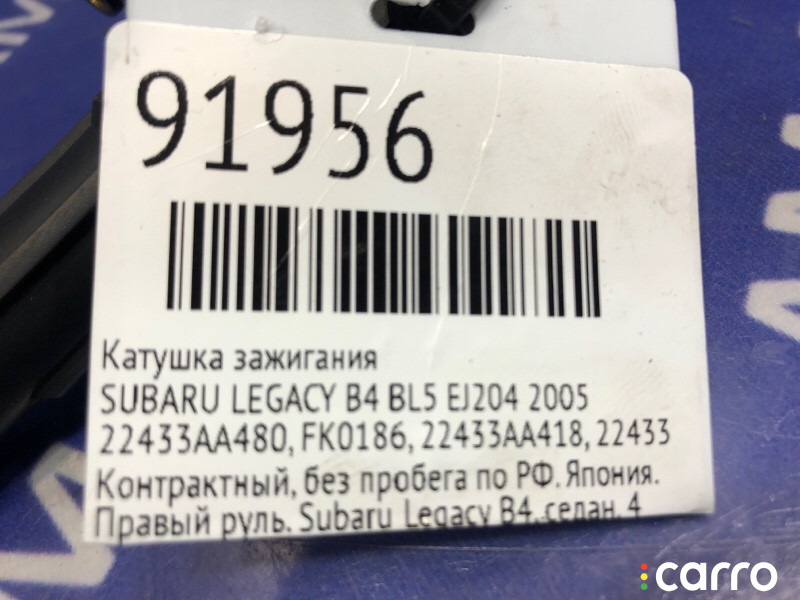 91956
Катушка зажигания
SUBARU LEGACY B4 BL5 EJ204 2005
22433AA480, FK0186, 22433AA418, 22433
Контрактный, без пробега по РФ. Япония.
Правый руль. Subaru Legacy B4, седан, 4
carro